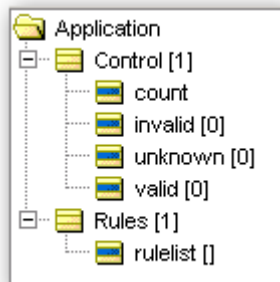 Application
Control [1]
count
invalid [0]
unknown [0]
valid [0]
Rules [1]
rulelist []